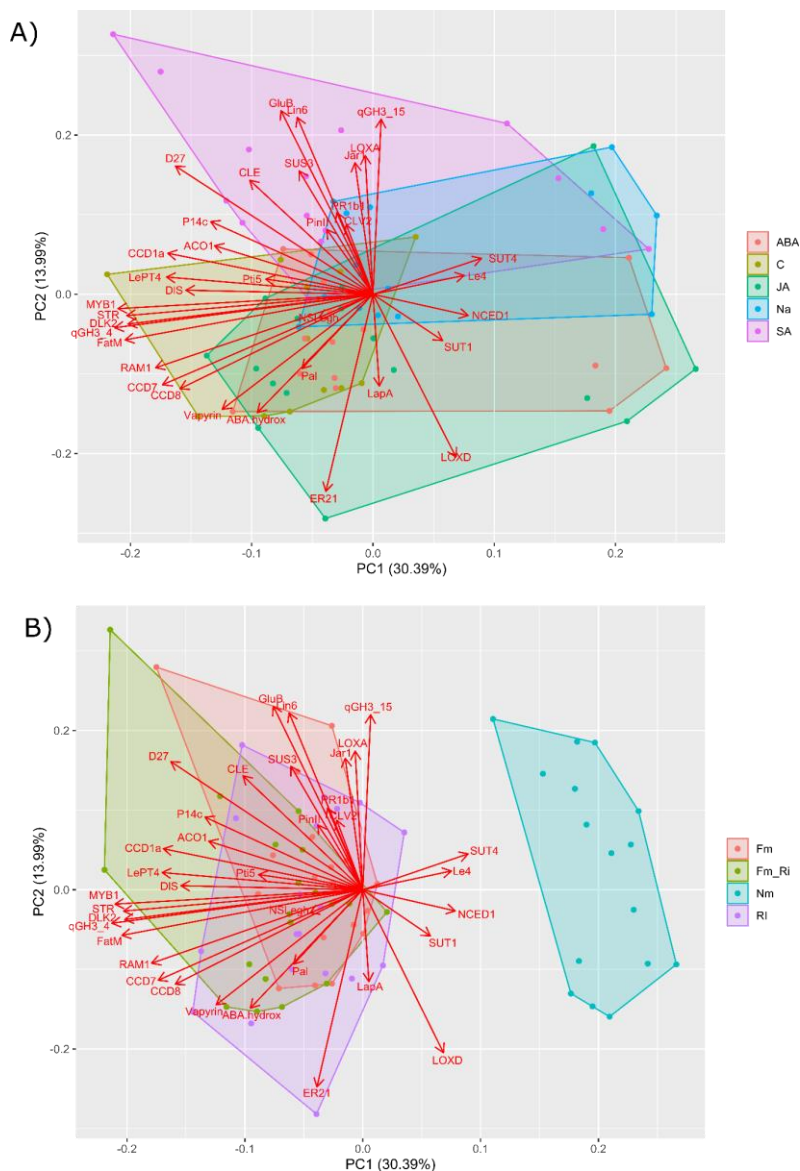 A)
GluB
Lin6
qGH3_15
D27
SUS3
LOXA
Jar1
CLE
PR1b1
CLV2
P14c
PinII
ACO1
CCD1a
SUT4
LePT4
Pti5
Le4
DIS
MYB1
STR
NCED1
DLK2
qGH3_4
FatM
SUT1
RAM1
Pal
CCD7
CCD8
LapA
Vapyrin
ABA.hydrox
LOXD
ER21
0.2
0.0
-0.2
PC2 (13.99%)
-0.2
-0.1
0.0
0.1
0.2
PC1 (30.39%)
ABA
C
JA
Na
SA
B)
GluB
Lin6
qGH3_15
D27
SUS3
LOXA
Jar1
CLE
PR1b1
CLV2
P14c
PinII
ACO1
CCD1a
SUT4
LePT4
Pti5
Le4
DIS
MYB1
STR
NCED1
DLK2
qGH3_4
FatM
SUT1
RAM1
Pal
CCD7
CCD8
LapA
Vapyrin
ABA.hydrox
LOXD
ER21
0.2
0.0
-0.2
PC2 (13.99%)
-0.2
-0.1
0.0
0.1
0.2
PC1 (30.39%)
Fm
Fm_Ri
Nm
RI